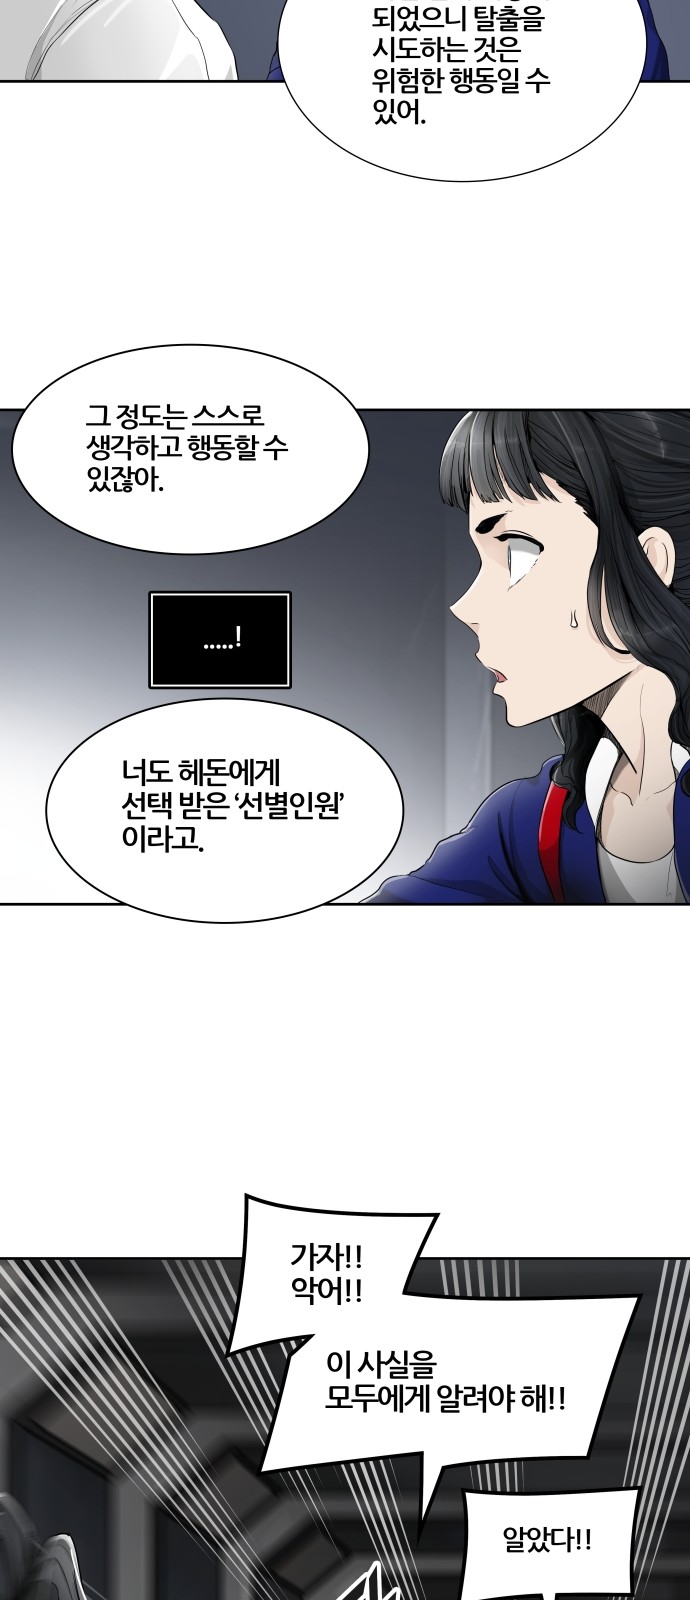 되었으니 탈출을
시도하는 것은
위험한 행동일 수
있어.
그 정도는 스스로
생각하고 행동할 수
있잖아.
.....!
너도 헤돈에게
선택 받은 ‘선별인원’
이라고.
가자!!
악어!!
이 사실을
모두에게 알려야 해!!
알았다!!